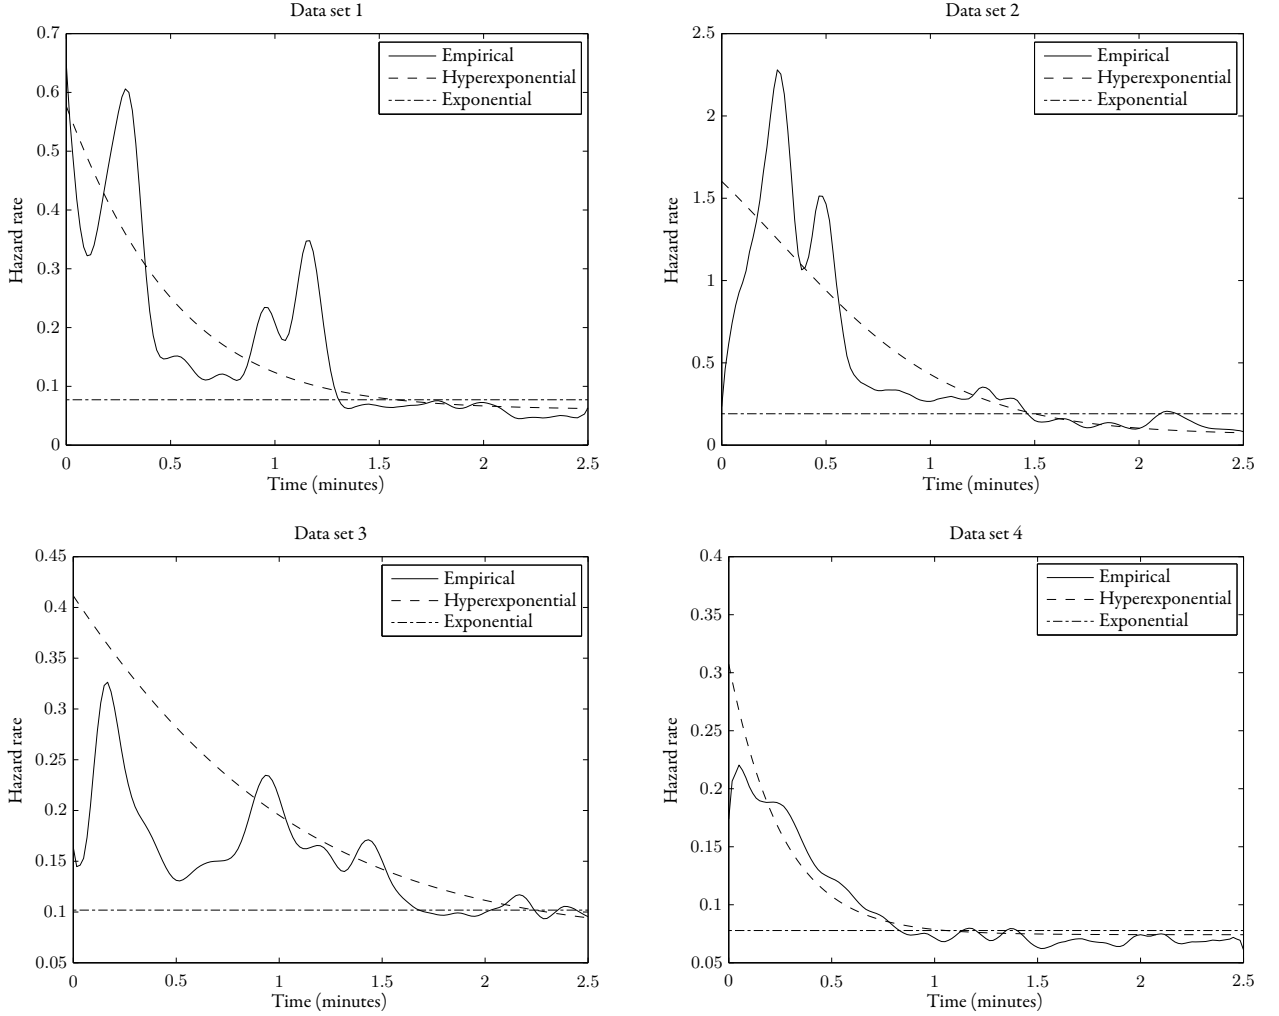 Data set 1
0.7
0.6
0.5
0.4
0.3
0.2
0.1
0
Hazard rate
Empirical
Hyperexponential
Exponential
0 0.5 1 1.5 2 2.5
Time (minutes)
Data set 2
2.5
2
1.5
1
0.5
0
Hazard rate
Empirical
Hyperexponential
Exponential
0 0.5 1 1.5 2 2.5
Time (minutes)
Data set 3
0.45
0.4
0.35
0.3
0.25
0.2
0.15
0.1
0.05
Hazard rate
Empirical
Hyperexponential
Exponential
0 0.5 1 1.5 2 2.5
Time (minutes)
Data set 4
0.4
0.35
0.3
0.25
0.2
0.15
0.1
0.05
Hazard rate
Empirical
Hyperexponential
Exponential
0 0.5 1 1.5 2 2.5
Time (minutes)